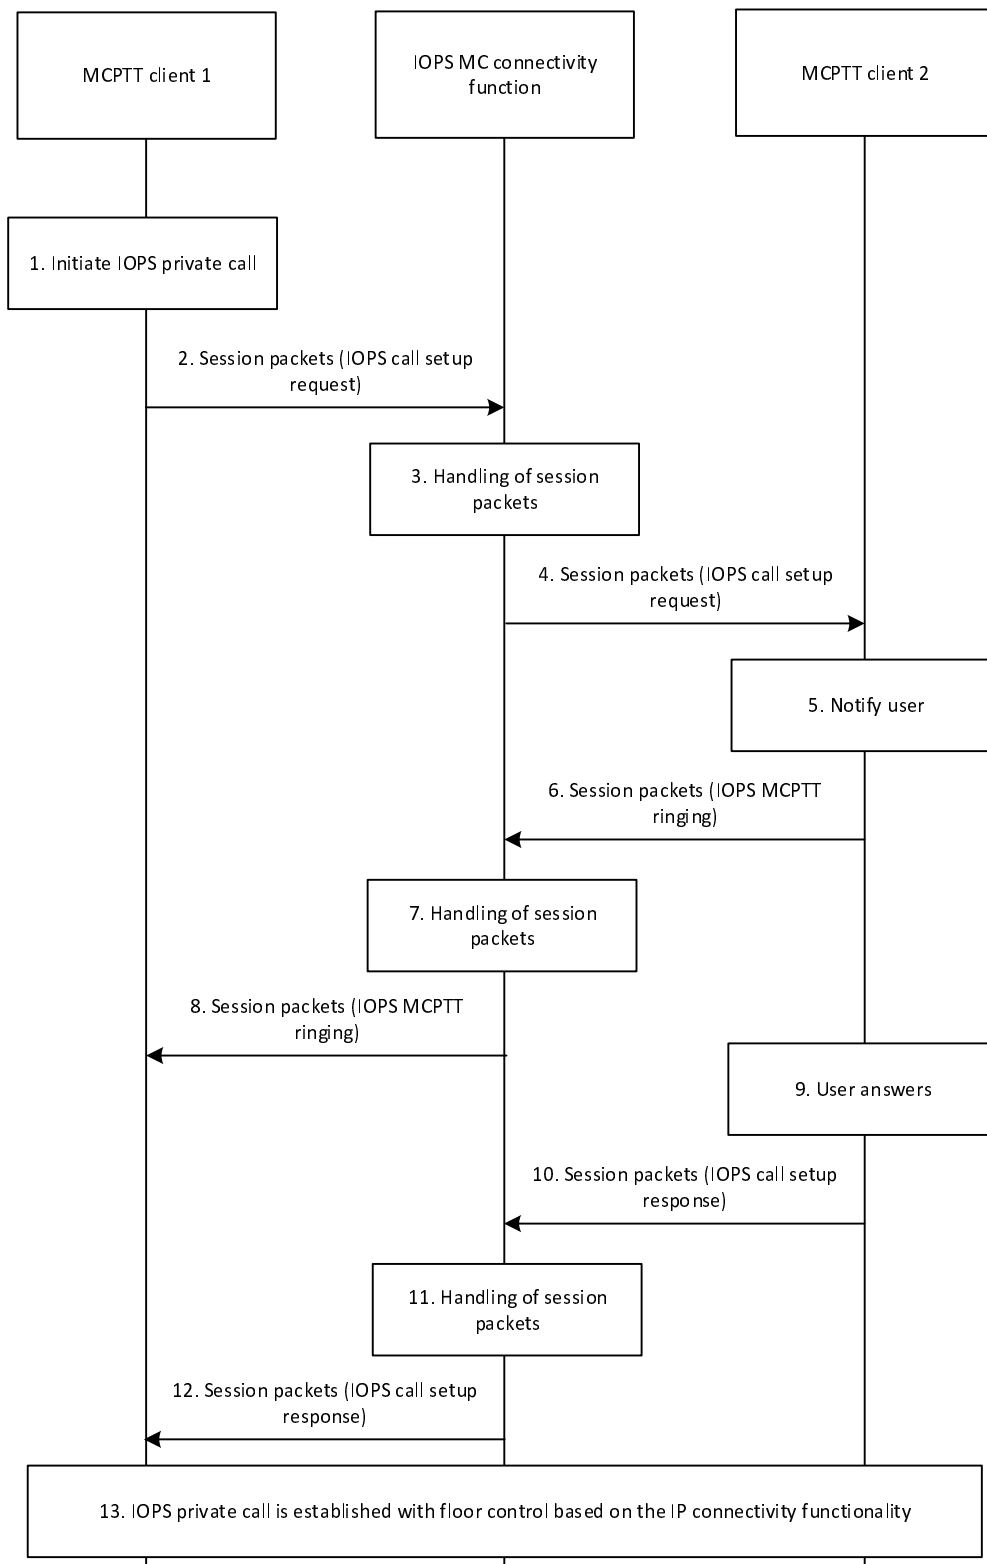 MCPTT client 1
IOPS MC connectivity
function
MCPTT client 2
1. Initiate IOPS private call
2. Session packets (IOPS call setup
request)
3. Handling of session
packets
4. Session packets (IOPS call setup
request)
5. Notify user
6. Session packets (IOPS MCPTT
ringing)
7. Handling of session
packets
8. Session packets (IOPS MCPTT
ringing)
9. User answers
10. Session packets (IOPS call setup
response)
11. Handling of session
packets
12. Session packets (IOPS call setup
response)
13. IOPS private call is established with floor control based on the IP connectivity functionality